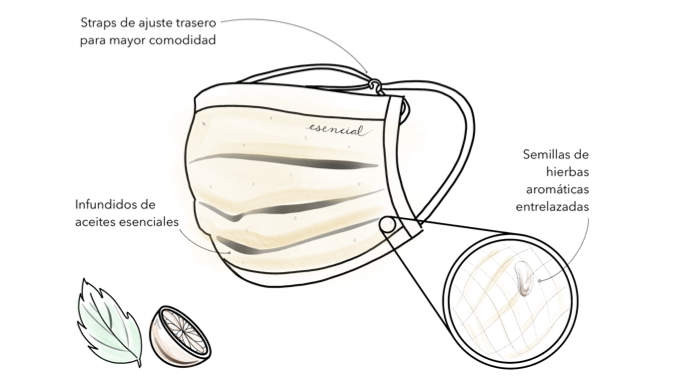 Straps de ajuste trasero
para mayor comodidad
esencial
Semillas de
hierbas
aromáticas
entrelazadas
Infundidos de
aceites esenciales